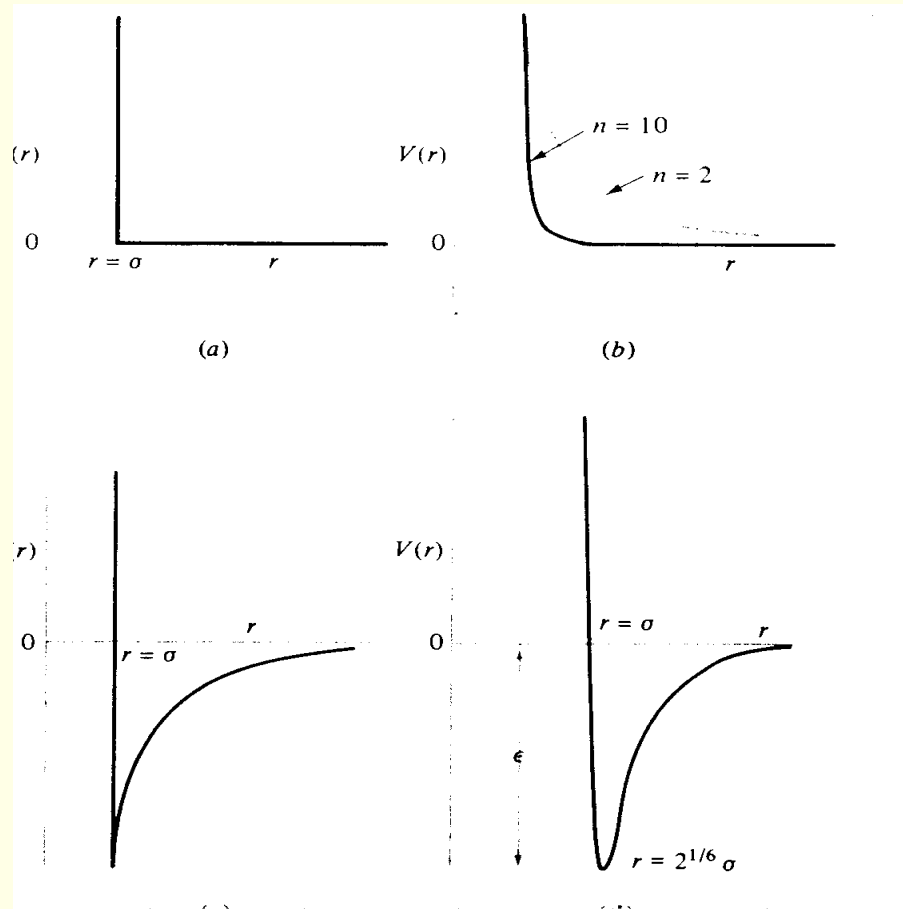 (r)
0
r = σ
r
(a)
V(r)
n = 10
n = 2
0
r
(b)
(r)
0
r
r = σ
V(r)
0
r = σ
r
ϵ
r = 2^{1/6} σ